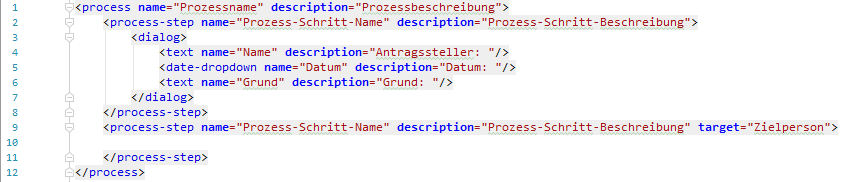 1 <process name="Prozessname" description="Prozessbeschreibung">
2 <process-step name="Prozess-Schritt-Name" description="Prozess-Schritt-Beschreibung">
3 <dialog>
4 <text name="Name" description="Antragssteller: "/>
5 <date-dropdown name="Datum" description="Datum: "/>
6 <text name="Grund" description="Grund: "/>
7 </dialog>
8 </process-step>
9 <process-step name="Prozess-Schritt-Name" description="Prozess-Schritt-Beschreibung" target="Zielperson">
10
11 </process-step>
12 </process>